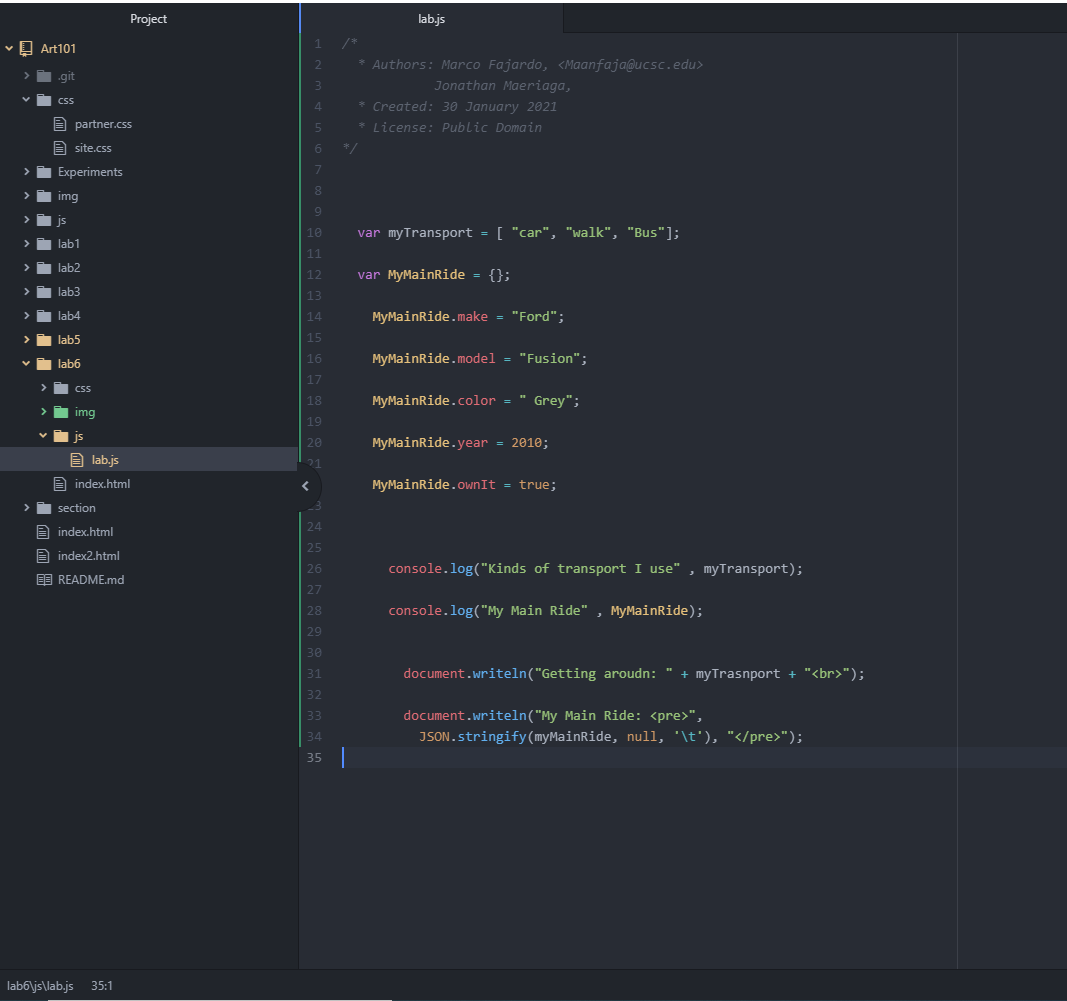 Project
Art101
.git
css
partner.css
site.css
Experiments
img
js
lab1
lab2
lab3
lab4
lab5
lab6
css
img
js
lab.js
index.html
section
index.html
index2.html
README.md
lab.js
1 /*
2 * Authors: Marco Fajardo, <Maanfaja@ucsc.edu>
3 Jonathan Maeriaga,
4 * Created: 30 January 2021
5 * License: Public Domain
6 */
7
8
9
10 var myTransport = [ "car", "walk", "Bus"];
11
12 var MyMainRide = {};
13
14 MyMainRide.make = "Ford";
15
16 MyMainRide.model = "Fusion";
17
18 MyMainRide.color = " Grey";
19
20 MyMainRide.year = 2010;
21
MyMainRide.ownIt = true;
23
24
25
26 console.log("Kinds of transport I use" , myTransport);
27
28 console.log("My Main Ride" , MyMainRide);
29
30
31 document.writeln("Getting aroudn: " + myTrasnport + "<br>");
32
33 document.writeln("My Main Ride: <pre>",
34 JSON.stringify(myMainRide, null, '\t'), "</pre>");
35
lab6\js\lab.js 35:1